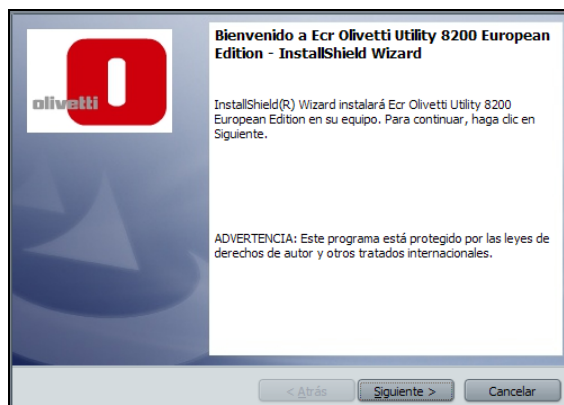 Bienvenido a Ecr Olivetti Utility 8200 European
Edition - InstallShield Wizard
olivetti
InstallShield(R) Wizard instalará Ecr Olivetti Utility 8200
European Edition en su equipo. Para continuar, haga clic en
Siguiente.
ADVERTENCIA: Este programa está protegido por las leyes de
derechos de autor y otros tratados internacionales.
< Atrás
Siguiente >
Cancelar